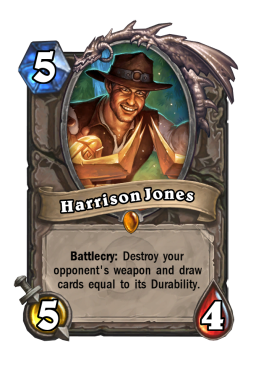 5
Harrison Jones
Battlecry: Destroy your
opponent's weapon and draw
cards equal to its Durability.
5
4